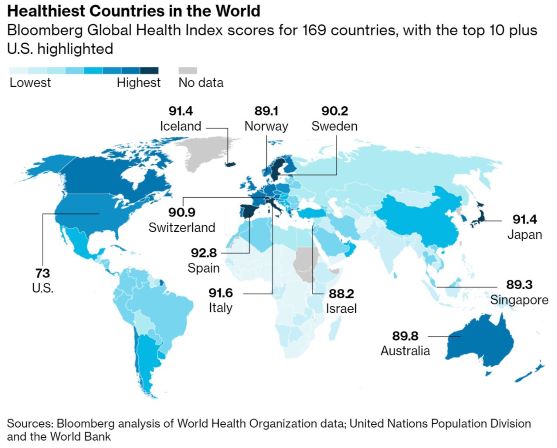 Healthiest Countries in the World
Bloomberg Global Health Index scores for 169 countries, with the top 10 plus
U.S. highlighted
Lowest Highest No data
91.4
Iceland
89.1
Norway
90.2
Sweden
90.9
Switzerland
92.8
Spain
73
U.S.
91.6
Italy
88.2
Israel
91.4
Japan
89.3
Singapore
89.8
Australia
Sources: Bloomberg analysis of World Health Organization data; United Nations Population Division
and the World Bank